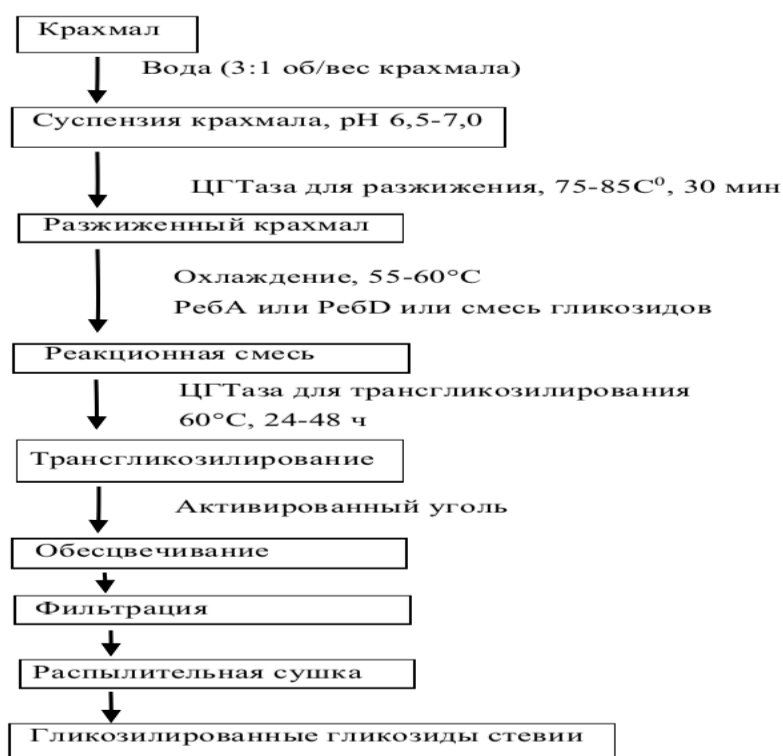 Крахмал
Вода (3:1 об/вес крахмала)
Суспензия крахмала, рН 6,5-7,0
ЦГТаза для разжижения, 75-85С⁰, 30 мин
Разжиженный крахмал
Охлаждение, 55-60°С
РебА или РебD или смесь гликозидов
Реакционная смесь
ЦГТаза для трансгликозилирования
60°С, 24-48 ч
Трансгликозилирование
Активированный уголь
Обесцвечивание
Фильтрация
Распылительная сушка
Гликозилированные гликозиды стевии